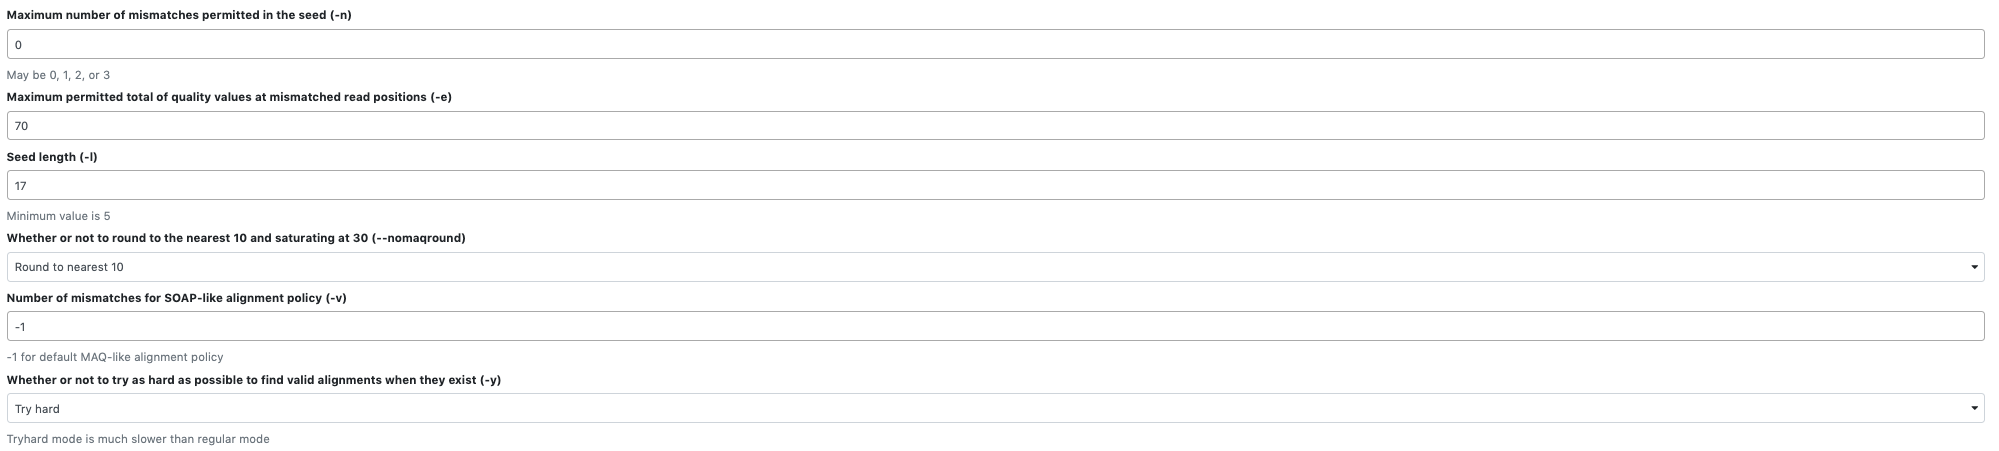 Maximum number of mismatches permitted in the seed (-n)
0
May be 0, 1, 2, or 3
Maximum permitted total of quality values at mismatched read positions (-e)
70
Seed length (-l)
17
Minimum value is 5
Whether or not to round to the nearest 10 and saturating at 30 (--nomaqround)
Round to nearest 10
Number of mismatches for SOAP-like alignment policy (-v)
-1
-1 for default MAQ-like alignment policy
Whether or not to try as hard as possible to find valid alignments when they exist (-y)
Try hard
Tryhard mode is much slower than regular mode